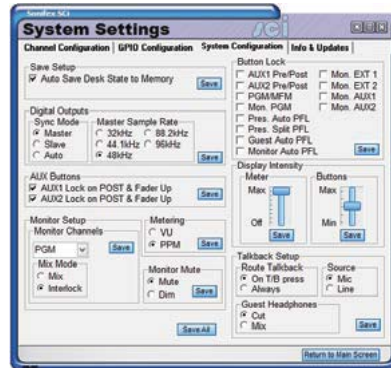 Sonifex SCi
System Settings
sci
Channel Configuration | GPIO Configuration | System Configuration | Info & Updates
Save Setup
Auto Save Desk State to Memory
Save
Digital Outputs
Sync Mode
Master
Slave
Auto
Master Sample Rate
32kHz
88.2kHz
44.1kHz
96kHz
48kHz
Save
AUX Buttons
AUX1 Lock on POST & Fader Up
AUX2 Lock on POST & Fader Up
Save
Monitor Setup
Monitor Channels
PGM
Save
Mix Mode
Mix
Interlock
Metering
VU
PPM
Save
Monitor Mute
Mute
Dim
Save
Save All
Button Lock
AUX1 Pre/Post
Mon. EXT 1
AUX2 Pre/Post
Mon. EXT 2
PGM/MFM
Mon. AUX1
Mon. PGM
Mon. AUX2
Pres. Auto PFL
Pres. Split PFL
Guest Auto PFL
Monitor Auto PFL
Save
Display Intensity
Meter
Max
Off
Save
Buttons
Max
Min
Save
Talkback Setup
Route Talkback
On T/B press
Always
Source
Mic
Line
Guest Headphones
Cut
Mix
Save
Return to Main Screen